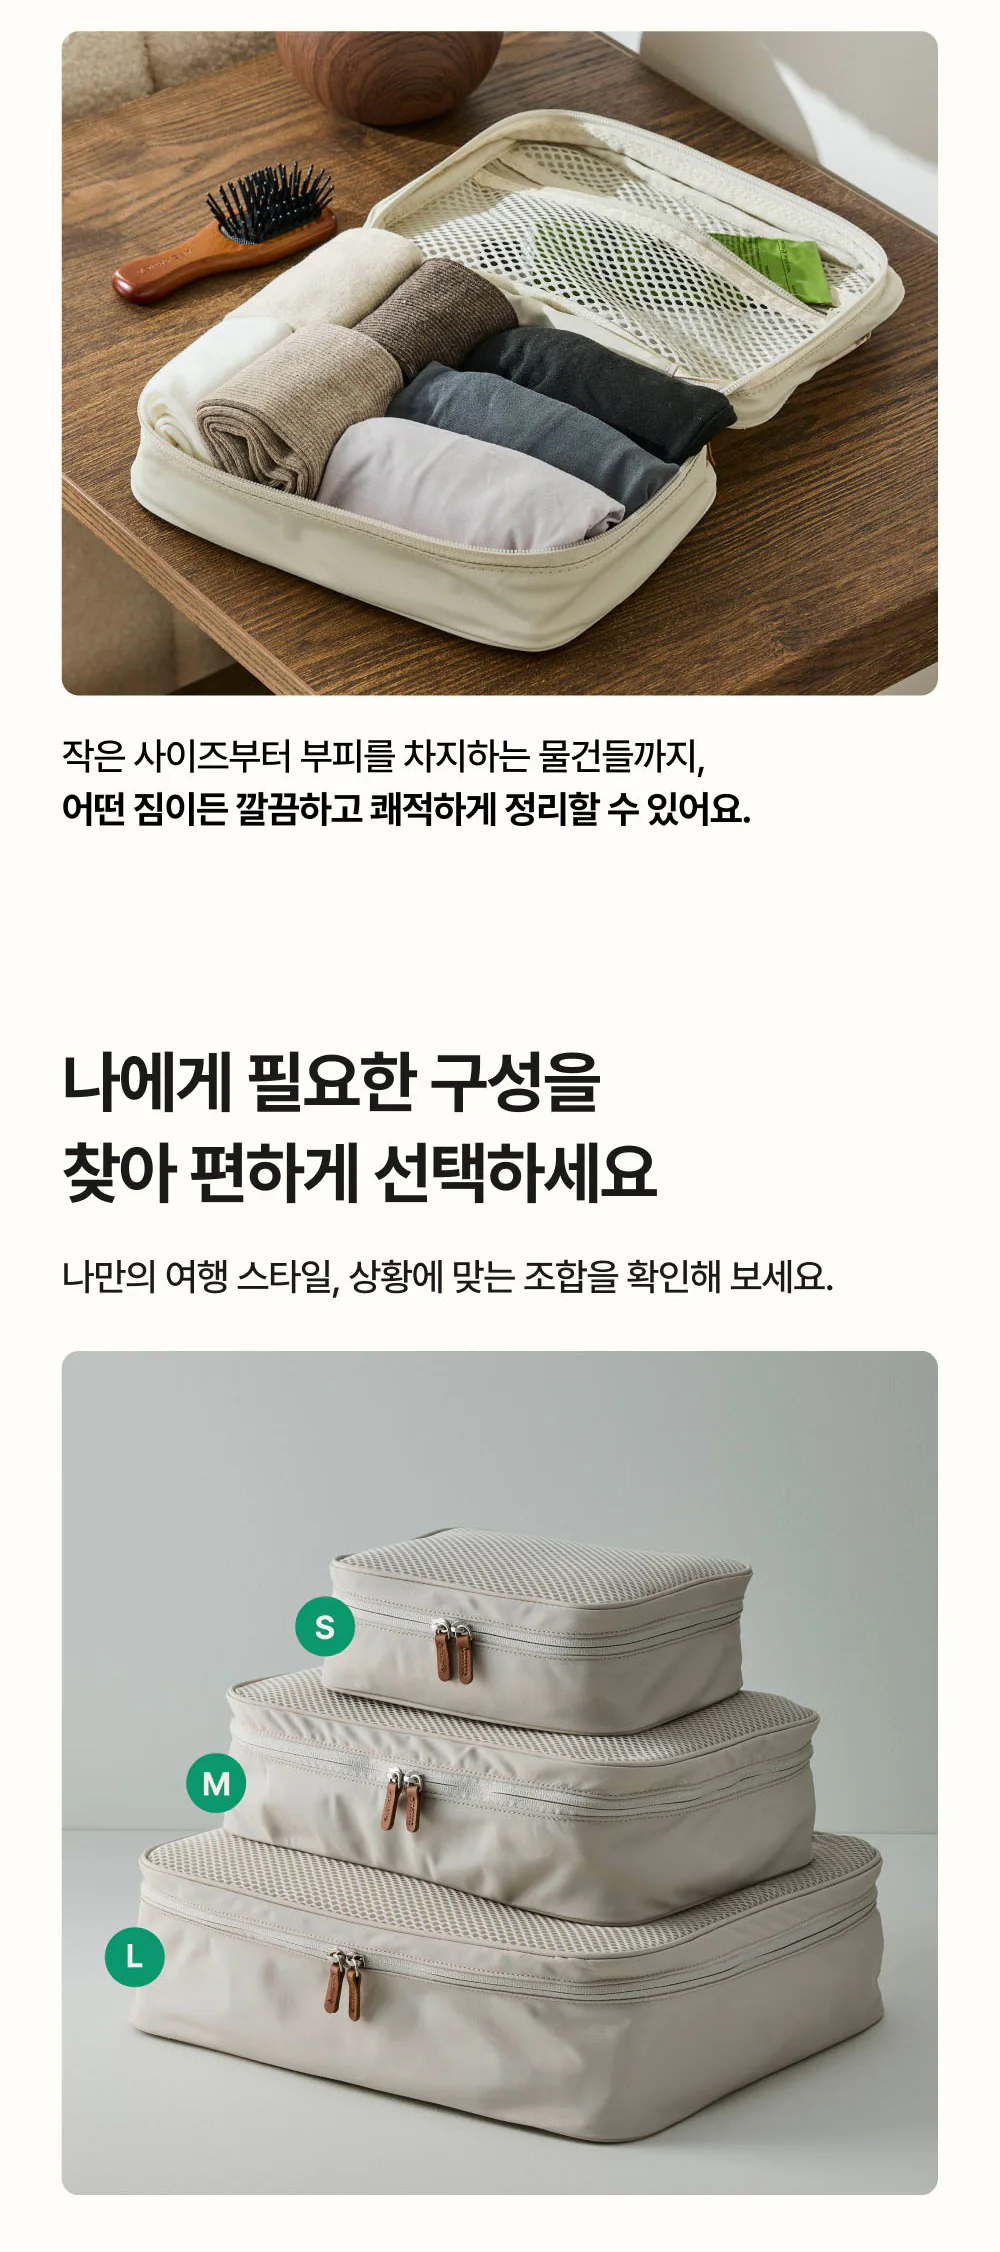 작은 사이즈부터 부피를 차지하는 물건들까지,
어떤 짐이든 깔끔하고 쾌적하게 정리할 수 있어요.
나에게 필요한 구성을
찾아 편하게 선택하세요
나만의 여행 스타일, 상황에 맞는 조합을 확인해 보세요.
S
M
L